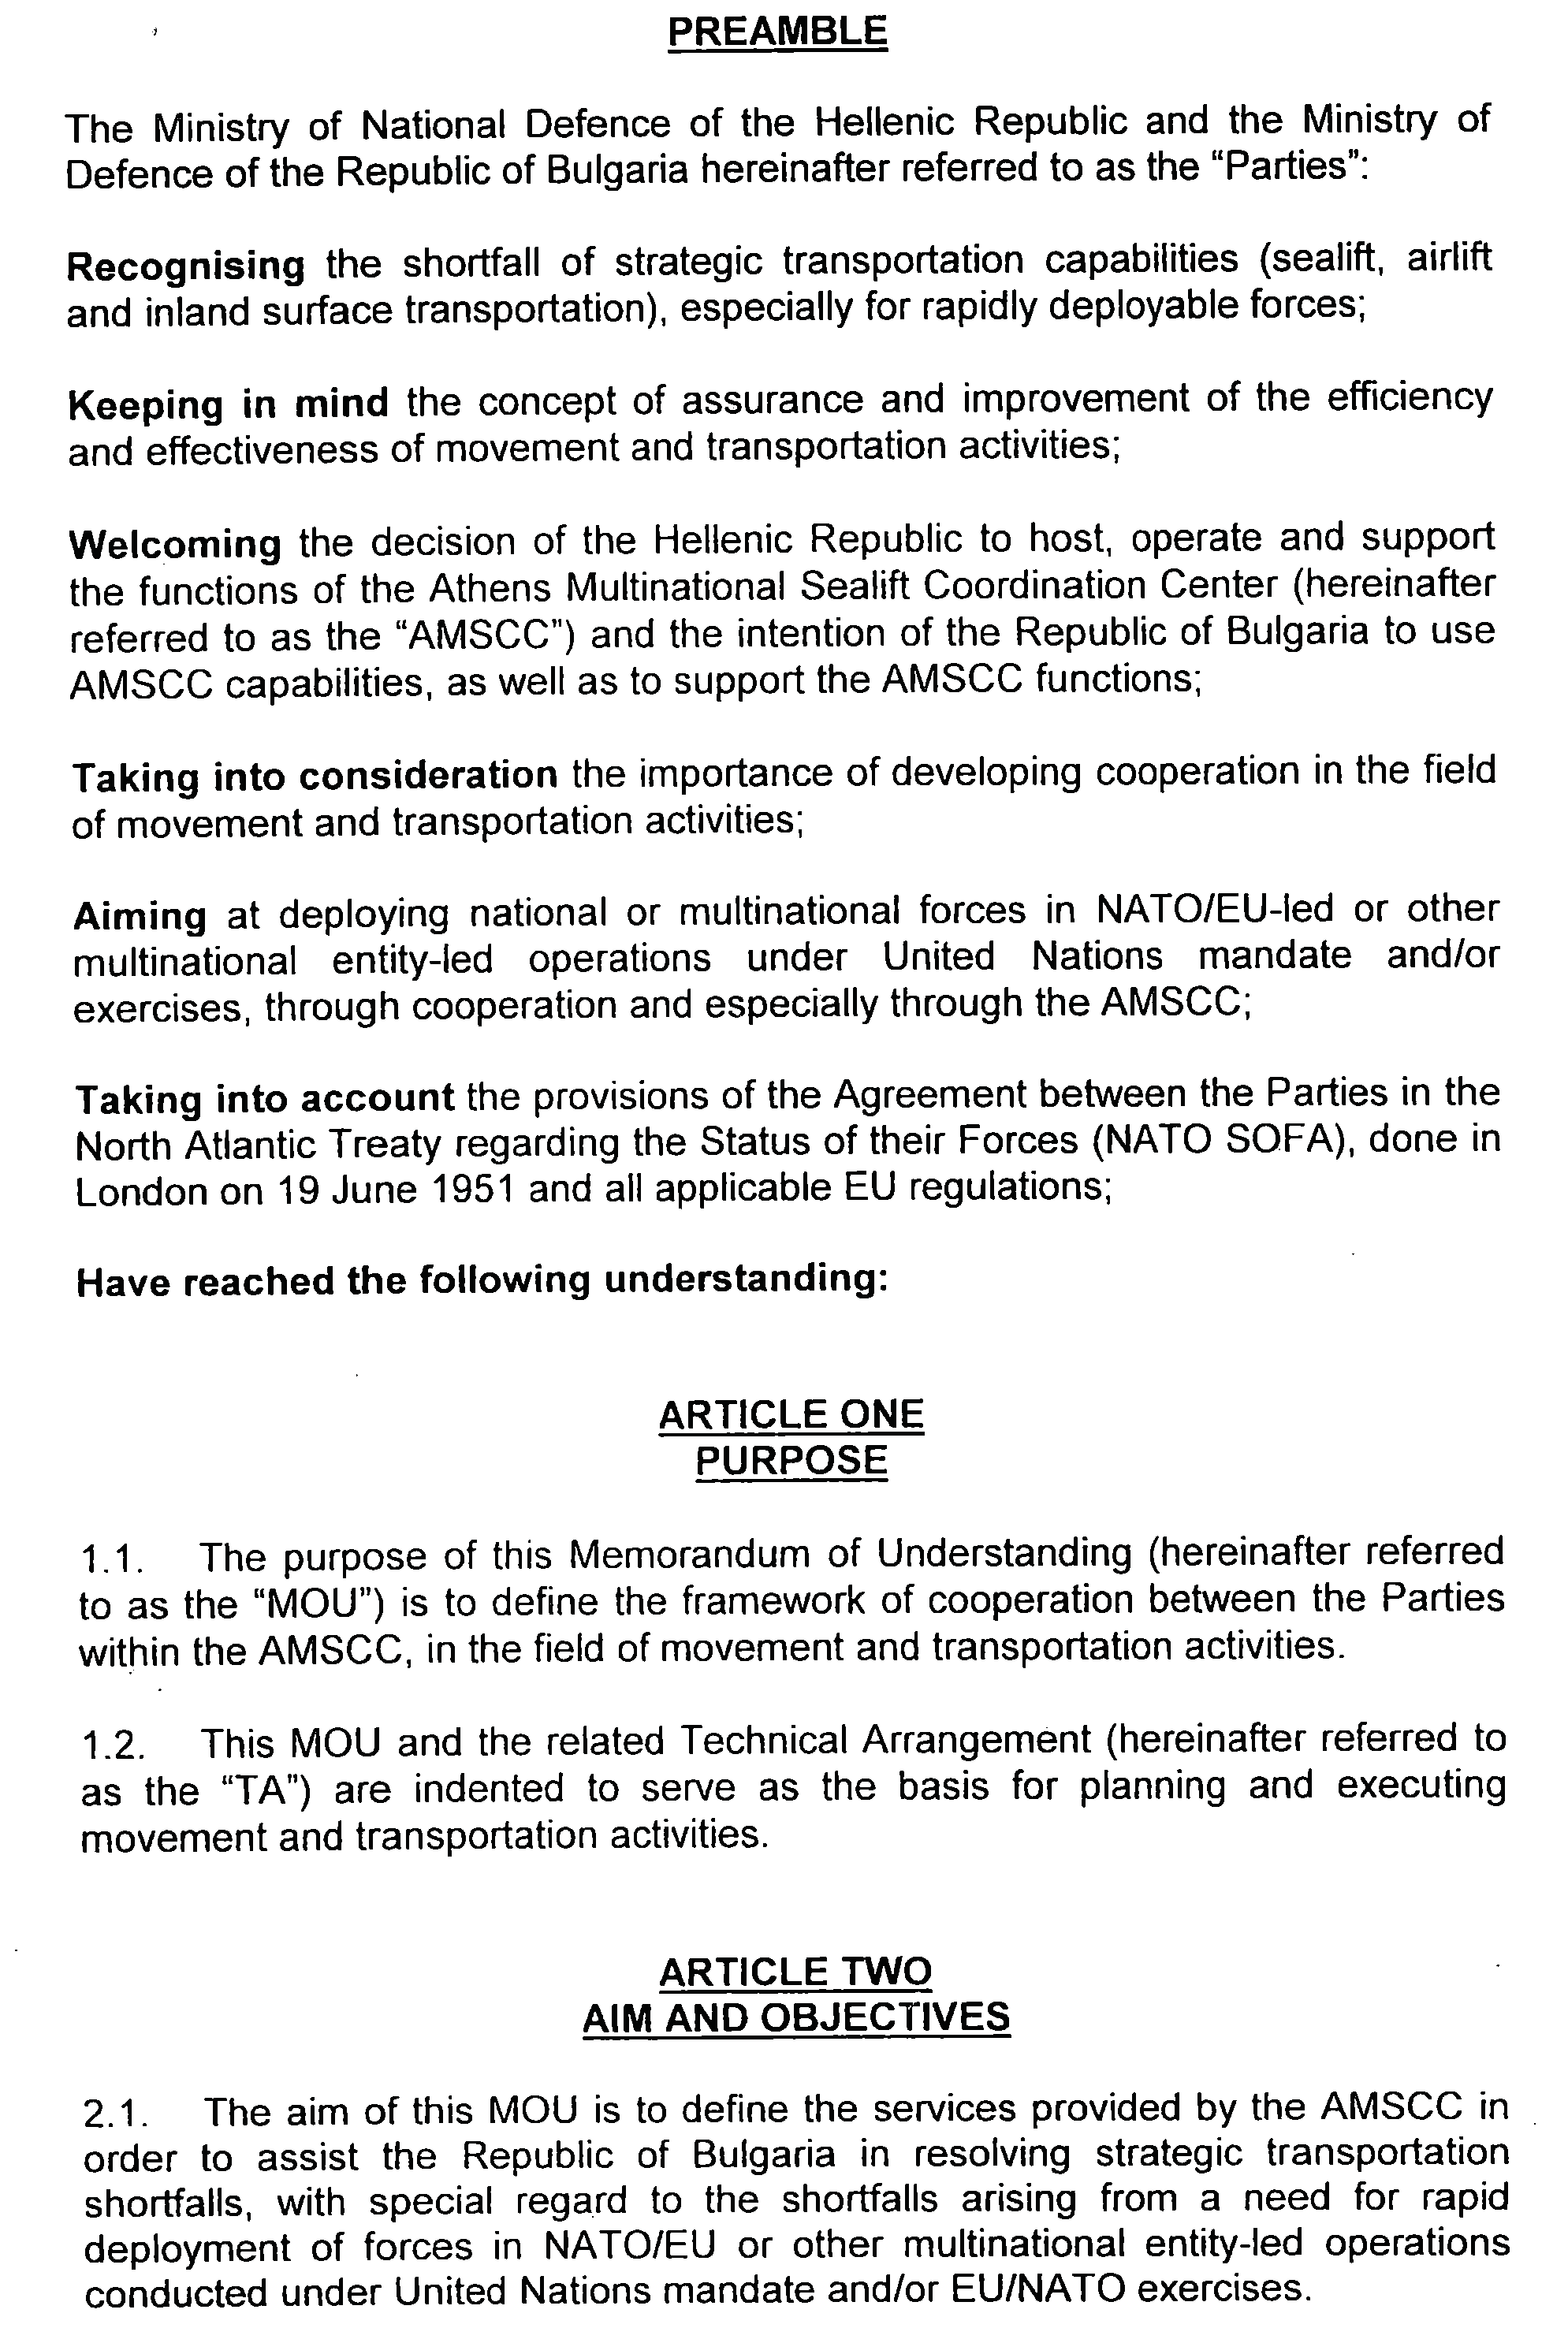 PREAMBLE
The Ministry of National Defence of the Hellenic Republic and the Ministry of
Defence of the Republic of Bulgaria hereinafter referred to as the “Parties”:
Recognising the shortfall of strategic transportation capabilities (sealift, airlift
and inland surface transportation), especially for rapidly deployable forces;
Keeping in mind the concept of assurance and improvement of the efficiency
and effectiveness of movement and transportation activities;
Welcoming the decision of the Hellenic Republic to host, operate and support
the functions of the Athens Multinational Sealift Coordination Center (hereinafter
referred to as the “AMSCC”) and the intention of the Republic of Bulgaria to use
AMSCC capabilities, as well as to support the AMSCC functions;
Taking into consideration the importance of developing cooperation in the field
of movement and transportation activities;
Aiming at deploying national or multinational forces in NATO/EU-led or other
multinational entity-led operations under United Nations mandate and/or
exercises, through cooperation and especially through the AMSCC;
Taking into account the provisions of the Agreement between the Parties in the
North Atlantic Treaty regarding the Status of their Forces (NATO SOFA), done in
London on 19 June 1951 and all applicable EU regulations;
Have reached the following understanding:
ARTICLE ONE
PURPOSE
1.1. The purpose of this Memorandum of Understanding (hereinafter referred
to as the “MOU”) is to define the framework of cooperation between the Parties
within the AMSCC, in the field of movement and transportation activities.
1.2. This MOU and the related Technical Arrangement (hereinafter referred to
as the “TA”) are indented to serve as the basis for planning and executing
movement and transportation activities.
ARTICLE TWO
AIM AND OBJECTIVES
2.1. The aim of this MOU is to define the services provided by the AMSCC in
order to assist the Republic of Bulgaria in resolving strategic transportation
shortfalls, with special regard to the shortfalls arising from a need for rapid
deployment of forces in NATO/EU or other multinational entity-led operations
conducted under United Nations mandate and/or EU/NATO exercises.